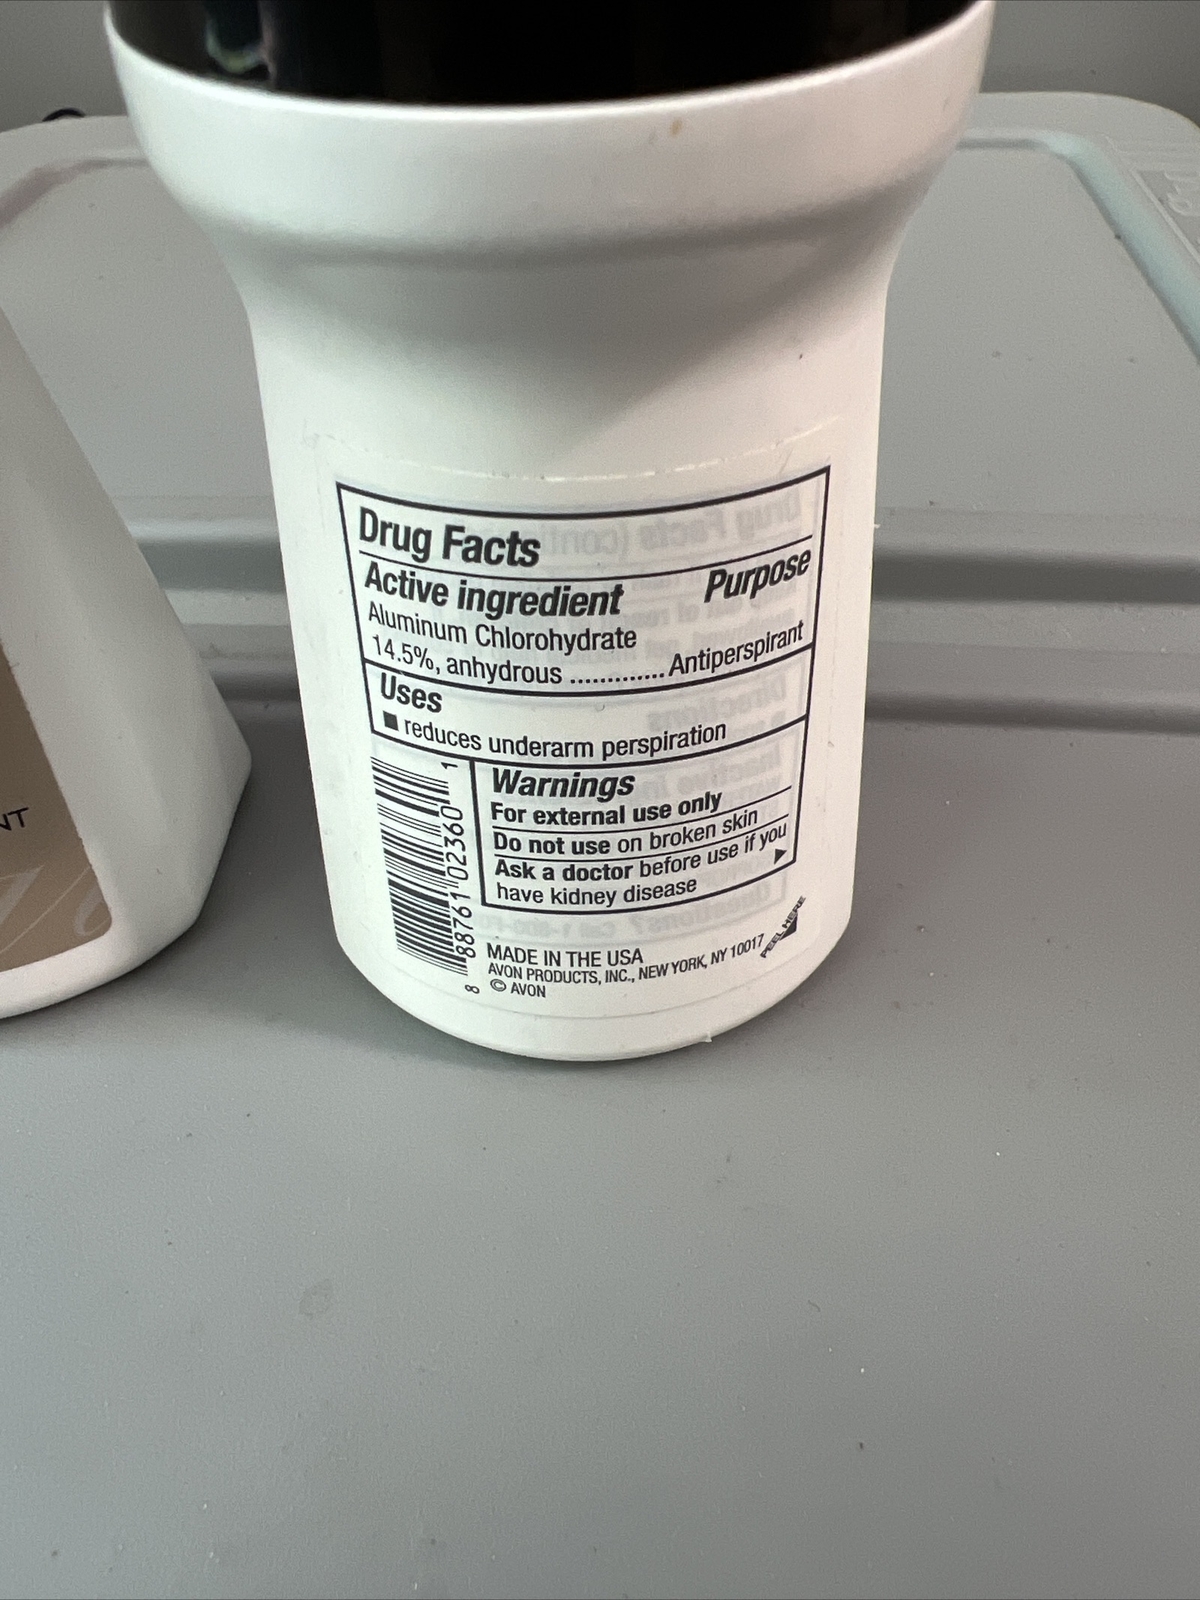 Drug Facts
Active ingredient Purpose
Aluminum Chlorohydrate
14.5%, anhydrous ............. Antiperspirant
Uses
■ reduces underarm perspiration
Warnings
For external use only
Do not use on broken skin
Ask a doctor before use if you
have kidney disease
8 88761 02360 1
MADE IN THE USA
AVON PRODUCTS, INC., NEW YORK, NY 10017
© AVON
PEEL HERE
NT